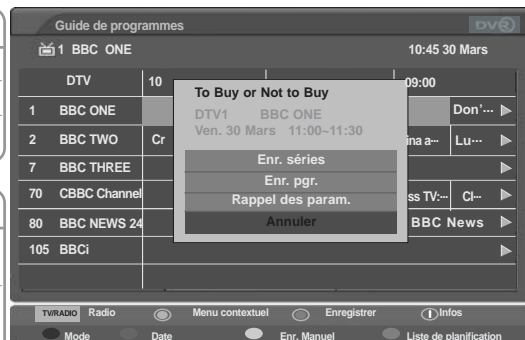 Guide de programmes DVR
1 BBC ONE 10:45 30 Mars
DTV 10 09:00
1 BBC ONE Don'···
2 BBC TWO Cr ina a··· Lu···
7 BBC THREE
70 CBBC Channel ss TV:··· Cl···
80 BBC NEWS 24 BBC News
105 BBCi
To Buy or Not to Buy
DTV1 BBC ONE
Ven. 30 Mars 11:00~11:30
Enr. séries
Enr. pgr.
Rappel des param.
Annuler
TV/RADIO Radio Menu contextuel Enregistrer Infos
Mode Date Enr. Manuel Liste de planification